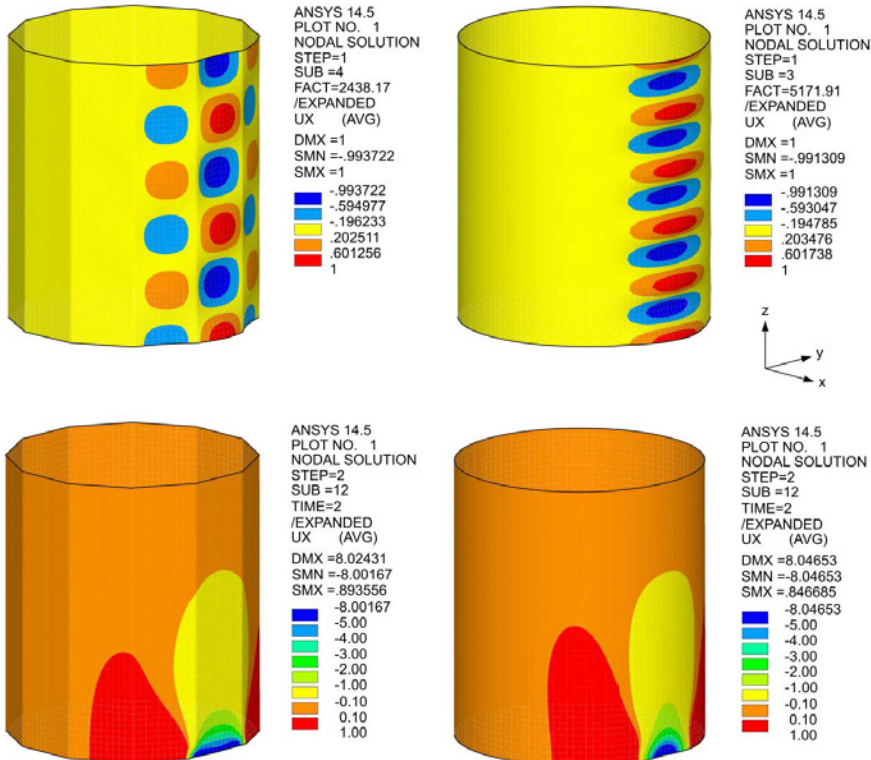 ANSYS 14.5
PLOT NO. 1
NODAL SOLUTION
STEP=1
SUB =4
FACT=2438.17
/EXPANDED
UX (AVG)
DMX =1
SMN =-.993722
SMX =1
-.993722
-.594977
-.196233
.202511
.601256
1
ANSYS 14.5
PLOT NO. 1
NODAL SOLUTION
STEP=1
SUB =3
FACT=5171.91
/EXPANDED
UX (AVG)
DMX =1
SMN =-.991309
SMX =1
-.991309
-.593047
-.194785
.203476
.601738
1
z
y
x
ANSYS 14.5
PLOT NO. 1
NODAL SOLUTION
STEP=2
SUB =12
TIME=2
/EXPANDED
UX (AVG)
DMX =8.02431
SMN =-8.00167
SMX =.893556
-8.00167
-5.00
-4.00
-3.00
-2.00
-1.00
-0.10
0.10
1.00
ANSYS 14.5
PLOT NO. 1
NODAL SOLUTION
STEP=2
SUB =12
TIME=2
/EXPANDED
UX (AVG)
DMX =8.04653
SMN =-8.04653
SMX =.846685
-8.04653
-5.00
-4.00
-3.00
-2.00
-1.00
-0.10
0.10
1.00